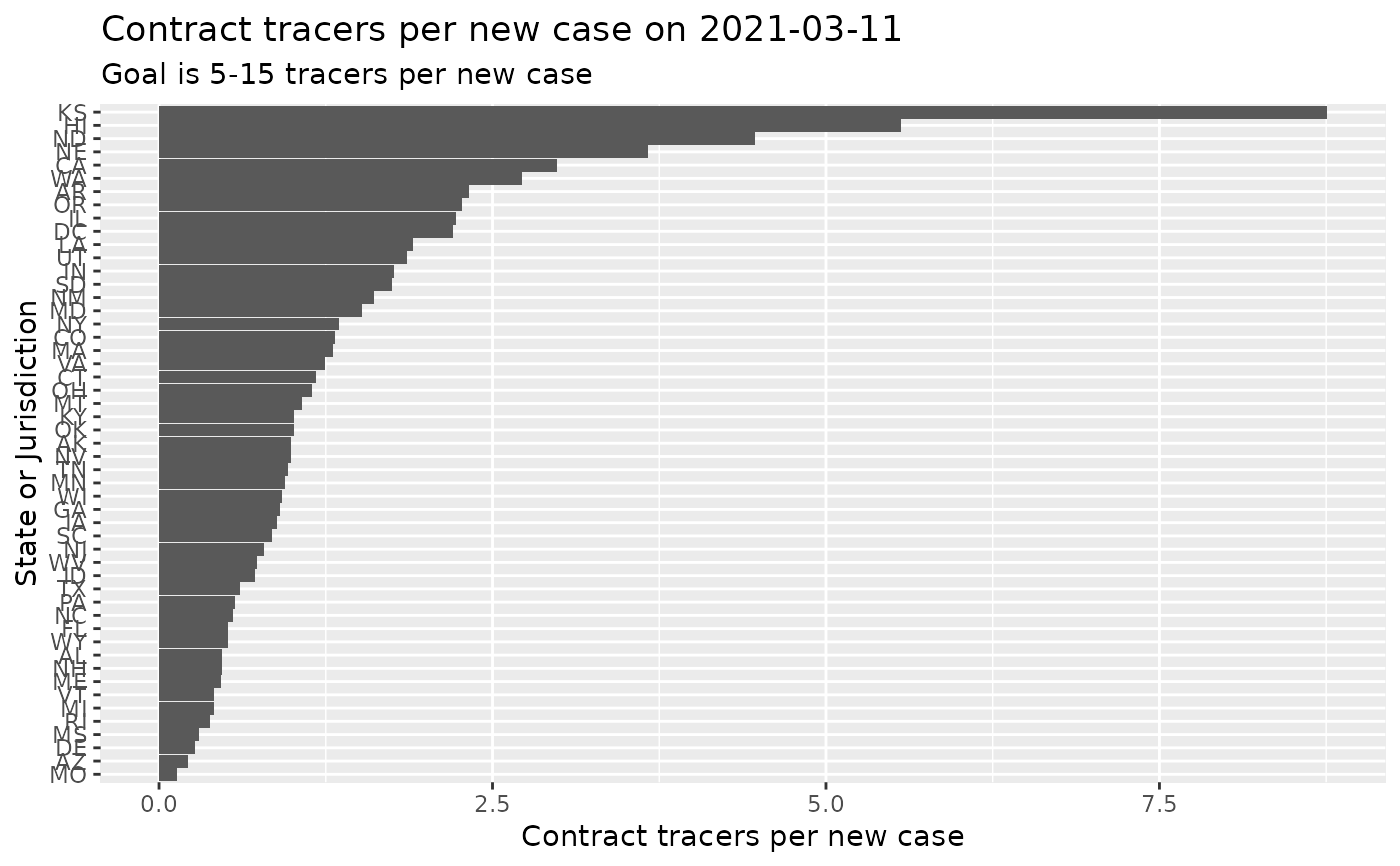 Contract tracers per new case on 2021-03-11
Goal is 5-15 tracers per new case
State or Jurisdiction
KS
HI
ND
NE
CA
WA
AR
OR
IL
DC
LA
UT
IN
SD
NM
MD
NY
CO
MA
VA
CT
OH
MT
KY
OK
AK
NV
TN
MN
WI
GA
IA
SC
NJ
WV
ID
TX
PA
NC
FL
WY
AL
NH
ME
VT
MI
RI
MS
DE
AZ
MO
0.0 2.5 5.0 7.5
Contract tracers per new case